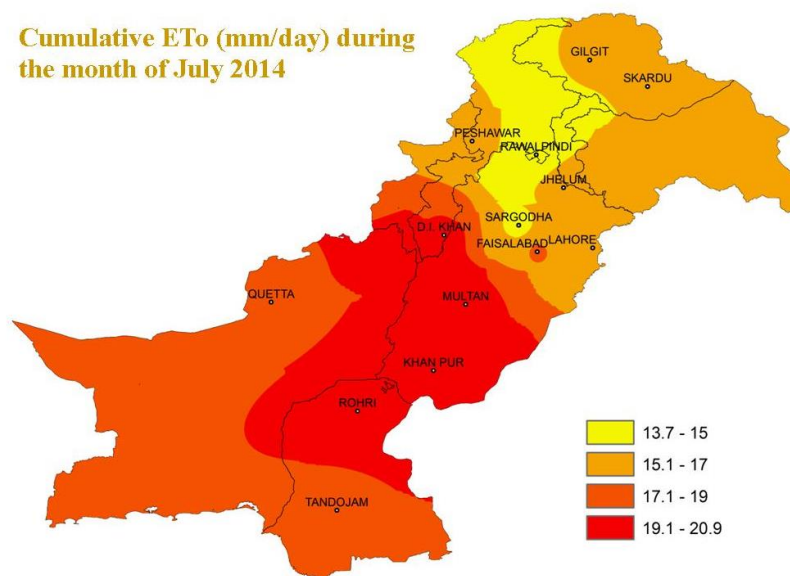 Cumulative ETo (mm/day) during
the month of July 2014
GILGIT
SKARDU
PESHAWAR
RAWALPINDI
JHELUM
SARGODHA
D.I. KHAN
FAISALABAD
LAHORE
QUETTA
MULTAN
KHAN PUR
ROHRI
TANDOJAM
13.7 - 15
15.1 - 17
17.1 - 19
19.1 - 20.9